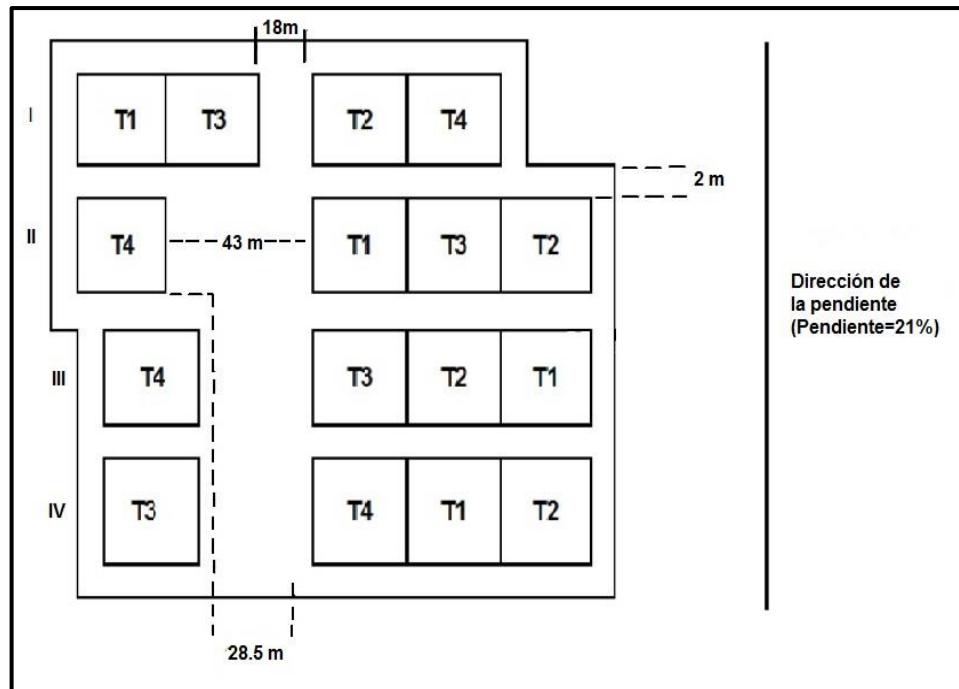 18m
I
T1 T3 T2 T4
2 m
II
T4 43 m T1 T3 T2
Dirección de
la pendiente
(Pendiente=21%)
III
T4 T3 T2 T1
IV
T3 T4 T1 T2
28.5 m